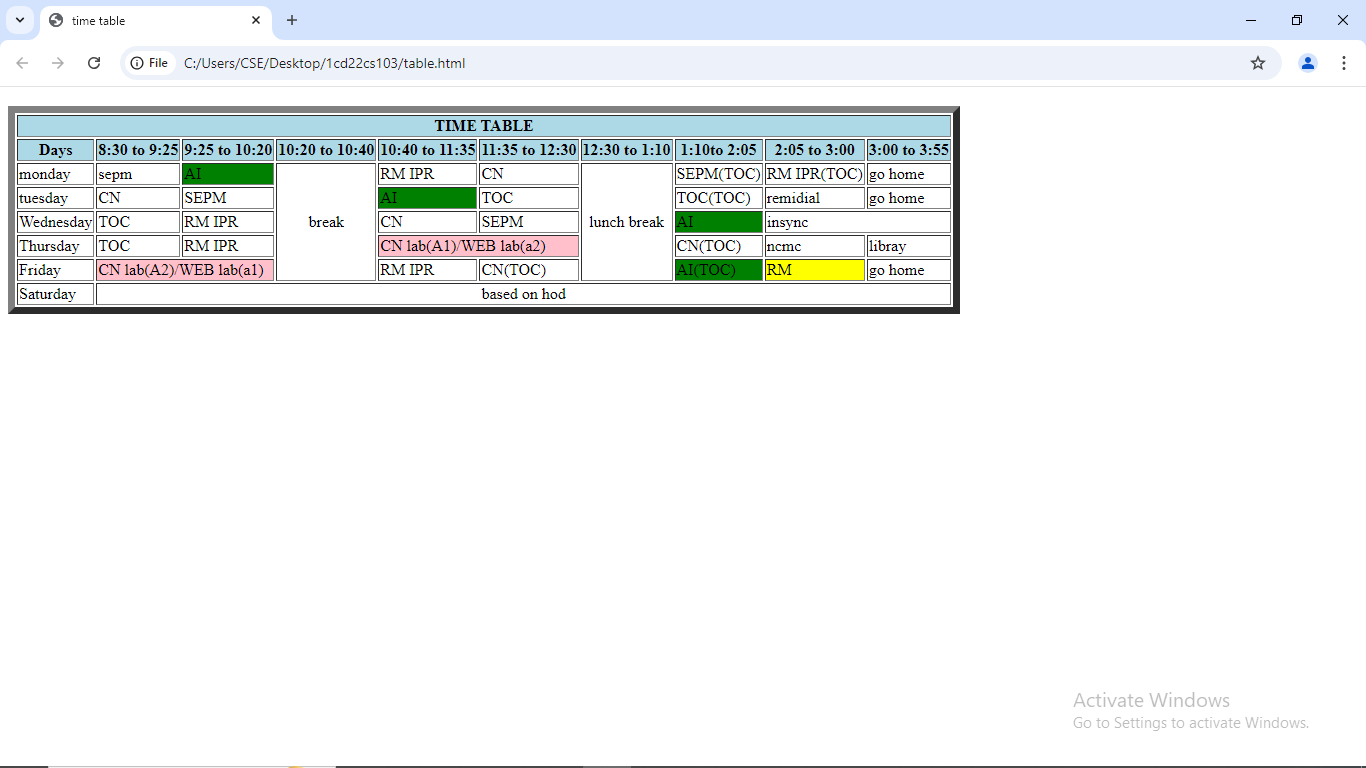 time table
File C:/Users/CSE/Desktop/1cd22cs103/table.html
TIME TABLE
Days 8:30 to 9:25 9:25 to 10:20 10:20 to 10:40 10:40 to 11:35 11:35 to 12:30 12:30 to 1:10 1:10to 2:05 2:05 to 3:00 3:00 to 3:55
monday sepm AI RM IPR CN SEPM(TOC) RM IPR(TOC) go home
tuesday CN SEPM AI TOC TOC(TOC) remidial go home
Wednesday TOC RM IPR break CN SEPM lunch break AI insync
Thursday TOC RM IPR CN lab(A1)/WEB lab(a2) CN(TOC) ncmc libray
Friday CN lab(A2)/WEB lab(a1) RM IPR CN(TOC) AI(TOC) RM go home
Saturday based on hod
Activate Windows
Go to Settings to activate Windows.